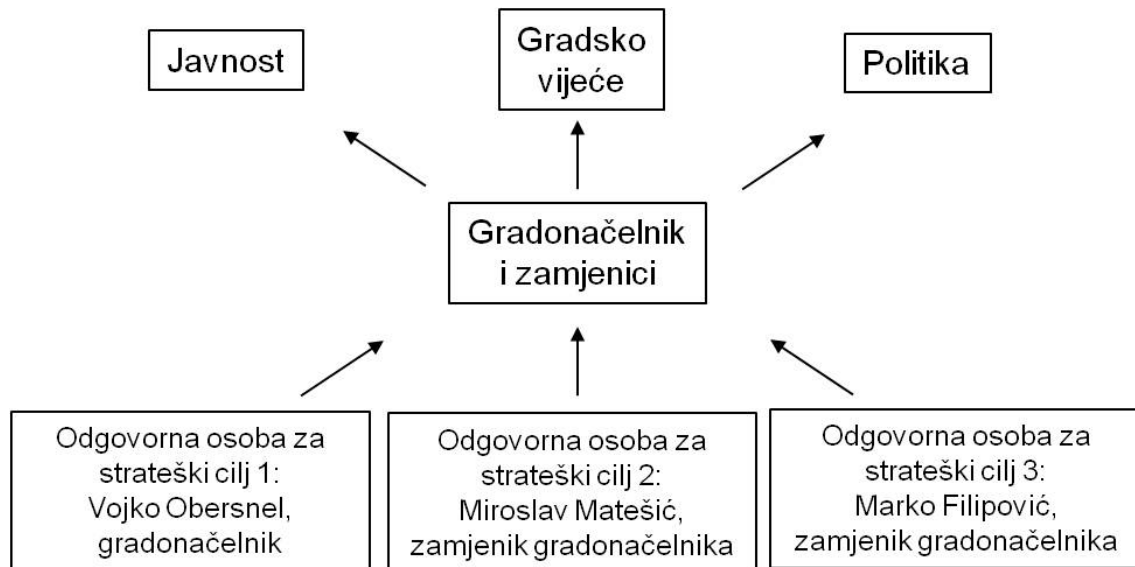 Javnost
Gradsko
vijeće
Politika
Gradonačelnik
i zamjenici
Odgovorna osoba za
strateški cilj 1:
Vojko Obersnel,
gradonačelnik
Odgovorna osoba za
strateški cilj 2:
Miroslav Matešić,
zamjenik gradonačelnika
Odgovorna osoba za
strateški cilj 3:
Marko Filipović,
zamjenik gradonačelnika